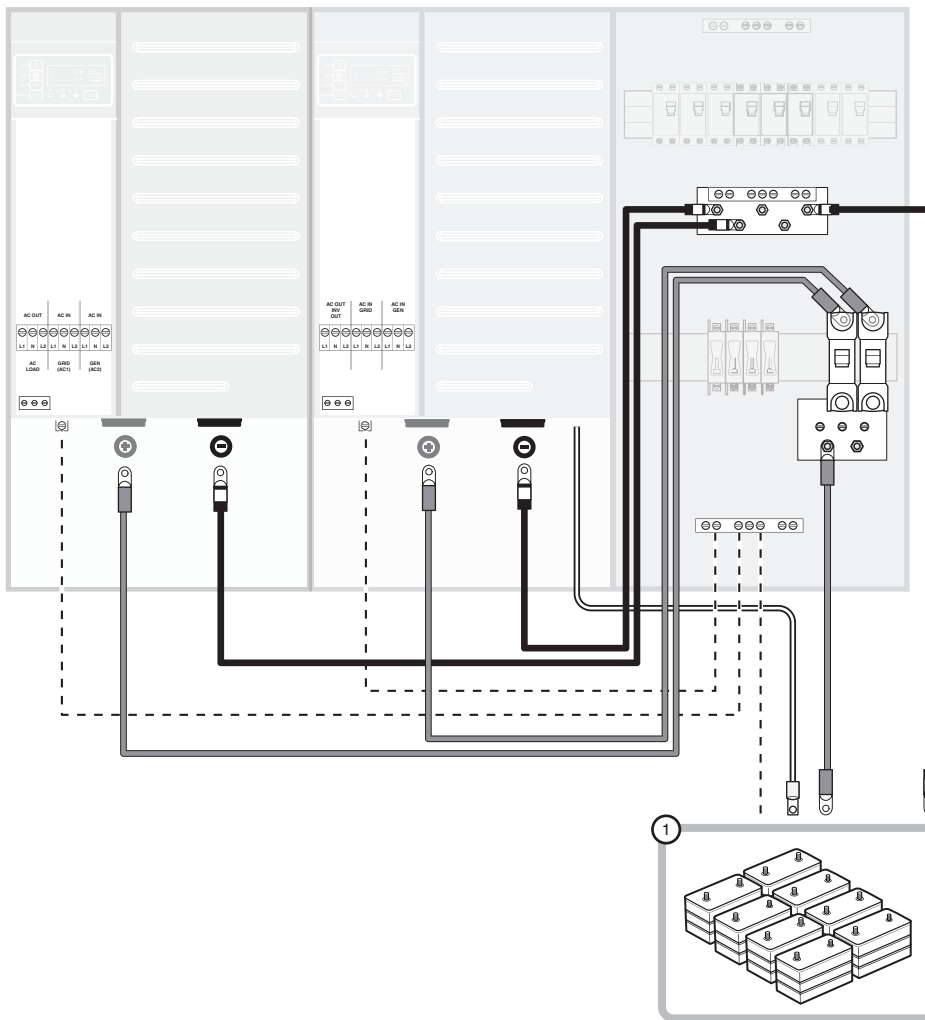 AC OUT AC IN AC IN
L1 N L2 L1 N L2 L1 N L2
AC LOAD
GRID (AC1)
GEN (AC2)
AC OUT INV OUT
AC IN GRID
AC IN GEN
L1 N L2 L1 N L2 L1 N L2
1